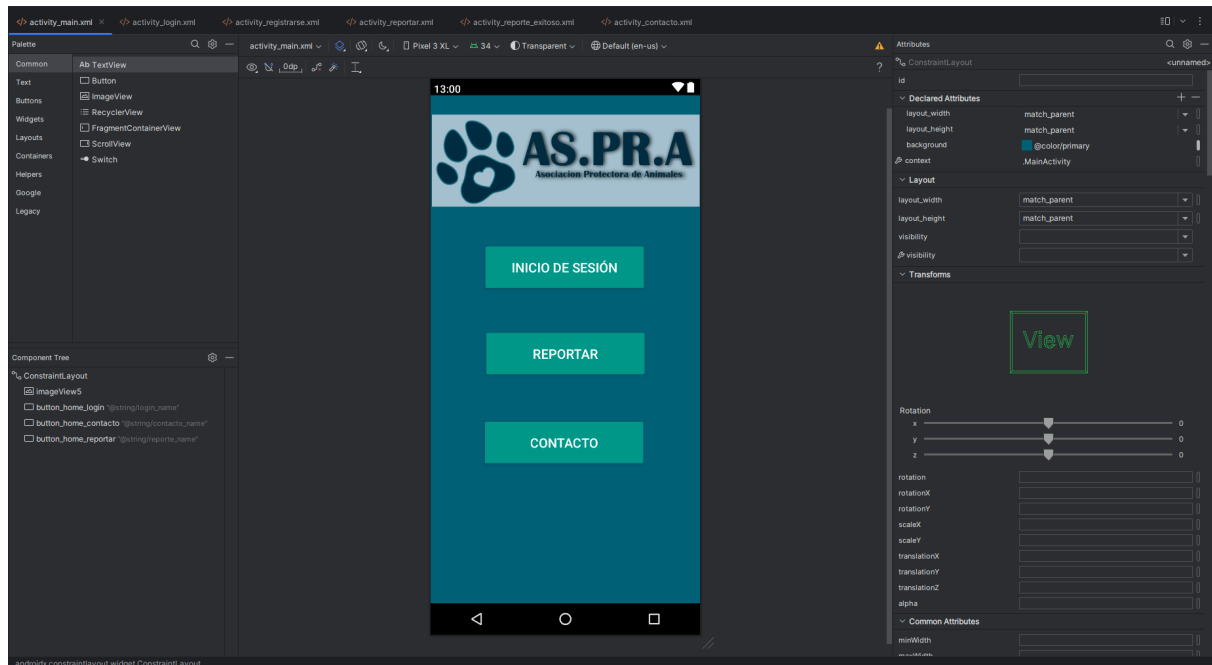 activity_main.xml
activity_login.xml
activity_registrarse.xml
activity_reportar.xml
activity_reporte_exitoso.xml
activity_contacto.xml
Palette
Common
Text
Buttons
Widgets
Layouts
Containers
Helpers
Google
Legacy
Ab TextView
Button
ImageView
RecyclerView
FragmentContainerView
ScrollView
Switch
Component Tree
ConstraintLayout
imageView5
button_home_login "@string/login_name"
button_home_contacto "@string/contacto_name"
button_home_reportar "@string/reporte_name"
activity_main.xml
Pixel 3 XL
34
Transparent
Default (en-us)
0dp
?
13:00
AS.PR.A
Asociacion Protectora de Animales
INICIO DE SESIÓN
REPORTAR
CONTACTO
Attributes
ConstraintLayout <unnamed>
id
Declared Attributes
layout_width match_parent
layout_height match_parent
background @color/primary
context .MainActivity
Layout
layout_width match_parent
layout_height match_parent
visibility
visibility
Transforms
View
Rotation
x 0
y 0
z 0
rotation
rotationX
rotationY
scaleX
scaleY
translationX
translationY
translationZ
alpha
Common Attributes
minWidth
maxWidth
androidx.constraintlayout.widget.ConstraintLayout